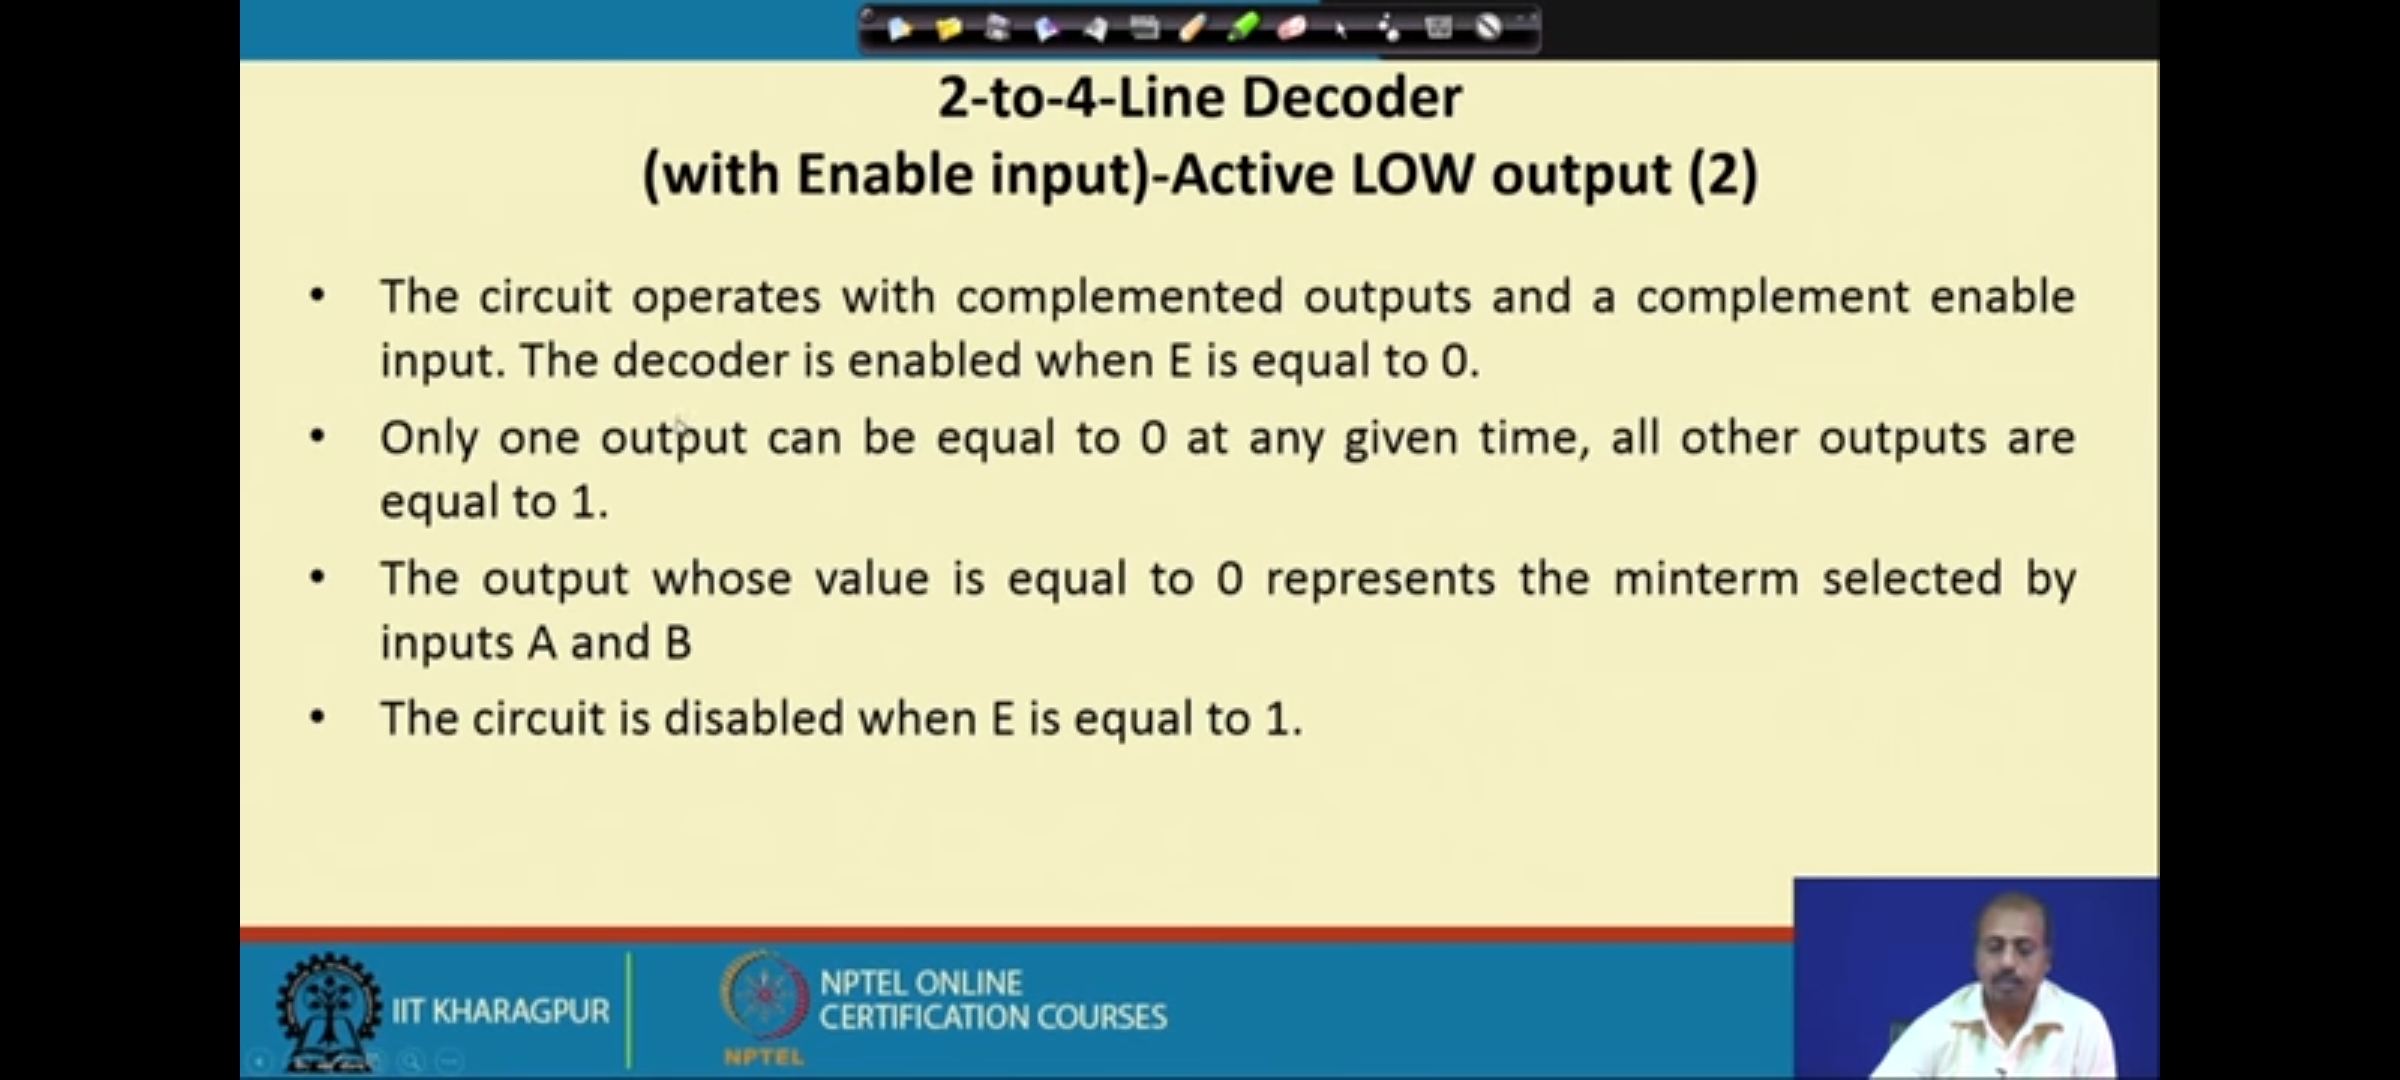 2-to-4-Line Decoder
(with Enable input)-Active LOW output (2)
• The circuit operates with complemented outputs and a complement enable
input. The decoder is enabled when E is equal to 0.
• Only one output can be equal to 0 at any given time, all other outputs are
equal to 1.
• The output whose value is equal to 0 represents the minterm selected by
inputs A and B
• The circuit is disabled when E is equal to 1.
IIT KHARAGPUR
NPTEL
NPTEL ONLINE
CERTIFICATION COURSES